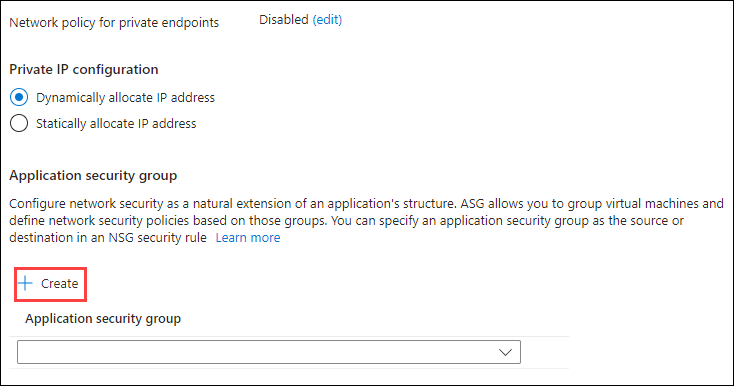 Network policy for private endpoints Disabled (edit)
Private IP configuration
Dynamically allocate IP address
Statically allocate IP address
Application security group
Configure network security as a natural extension of an application's structure. ASG allows you to group virtual machines and
define network security policies based on those groups. You can specify an application security group as the source or
destination in an NSG security rule Learn more
Create
Application security group